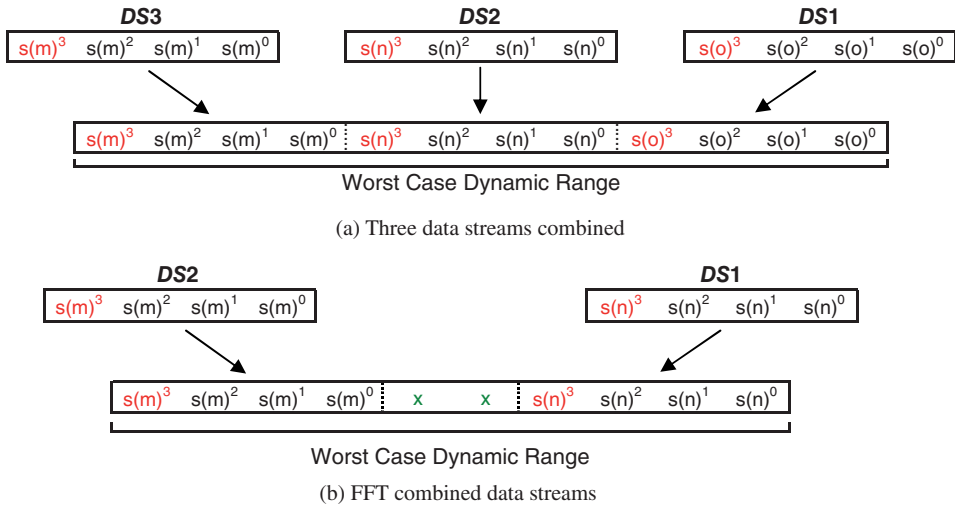 DS3 DS2 DS1
s(m)³ s(m)² s(m)¹ s(m)⁰ s(n)³ s(n)² s(n)¹ s(n)⁰ s(o)³ s(o)² s(o)¹ s(o)⁰
s(m)³ s(m)² s(m)¹ s(m)⁰ s(n)³ s(n)² s(n)¹ s(n)⁰ s(o)³ s(o)² s(o)¹ s(o)⁰
Worst Case Dynamic Range
(a) Three data streams combined
DS2 DS1
s(m)³ s(m)² s(m)¹ s(m)⁰ s(n)³ s(n)² s(n)¹ s(n)⁰
s(m)³ s(m)² s(m)¹ s(m)⁰ x x s(n)³ s(n)² s(n)¹ s(n)⁰
Worst Case Dynamic Range
(b) FFT combined data streams